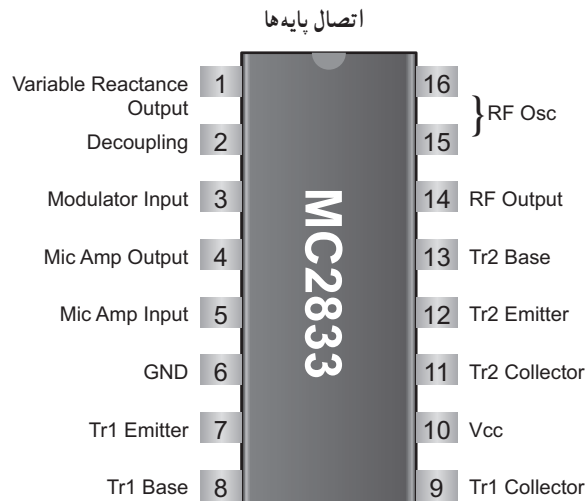 اتصال پایه‌ها
Variable Reactance
Output
1
Decoupling 2
Modulator Input 3
Mic Amp Output 4
Mic Amp Input 5
GND 6
Tr1 Emitter 7
Tr1 Base 8
MC2833
16
} RF Osc
15
14 RF Output
13 Tr2 Base
12 Tr2 Emitter
11 Tr2 Collector
10 Vcc
9 Tr1 Collector